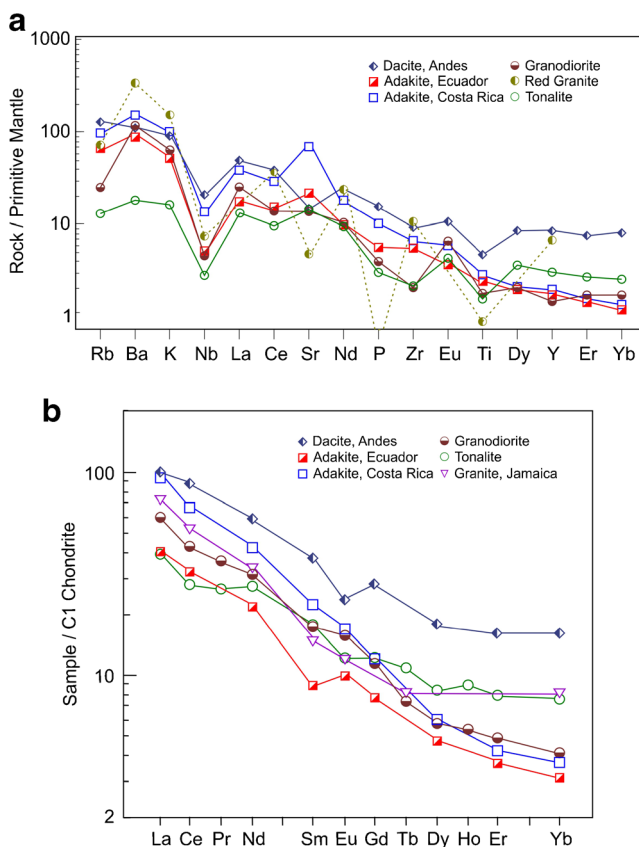 a
1000
100
10
1
Rock / Primitive Mantle
Dacite, Andes
Adakite, Ecuador
Adakite, Costa Rica
Granodiorite
Red Granite
Tonalite
Rb Ba K Nb La Ce Sr Nd P Zr Eu Ti Dy Y Er Yb
b
100
10
2
Sample / C1 Chondrite
Dacite, Andes
Adakite, Ecuador
Adakite, Costa Rica
Granodiorite
Tonalite
Granite, Jamaica
La Ce Pr Nd Sm Eu Gd Tb Dy Ho Er Yb